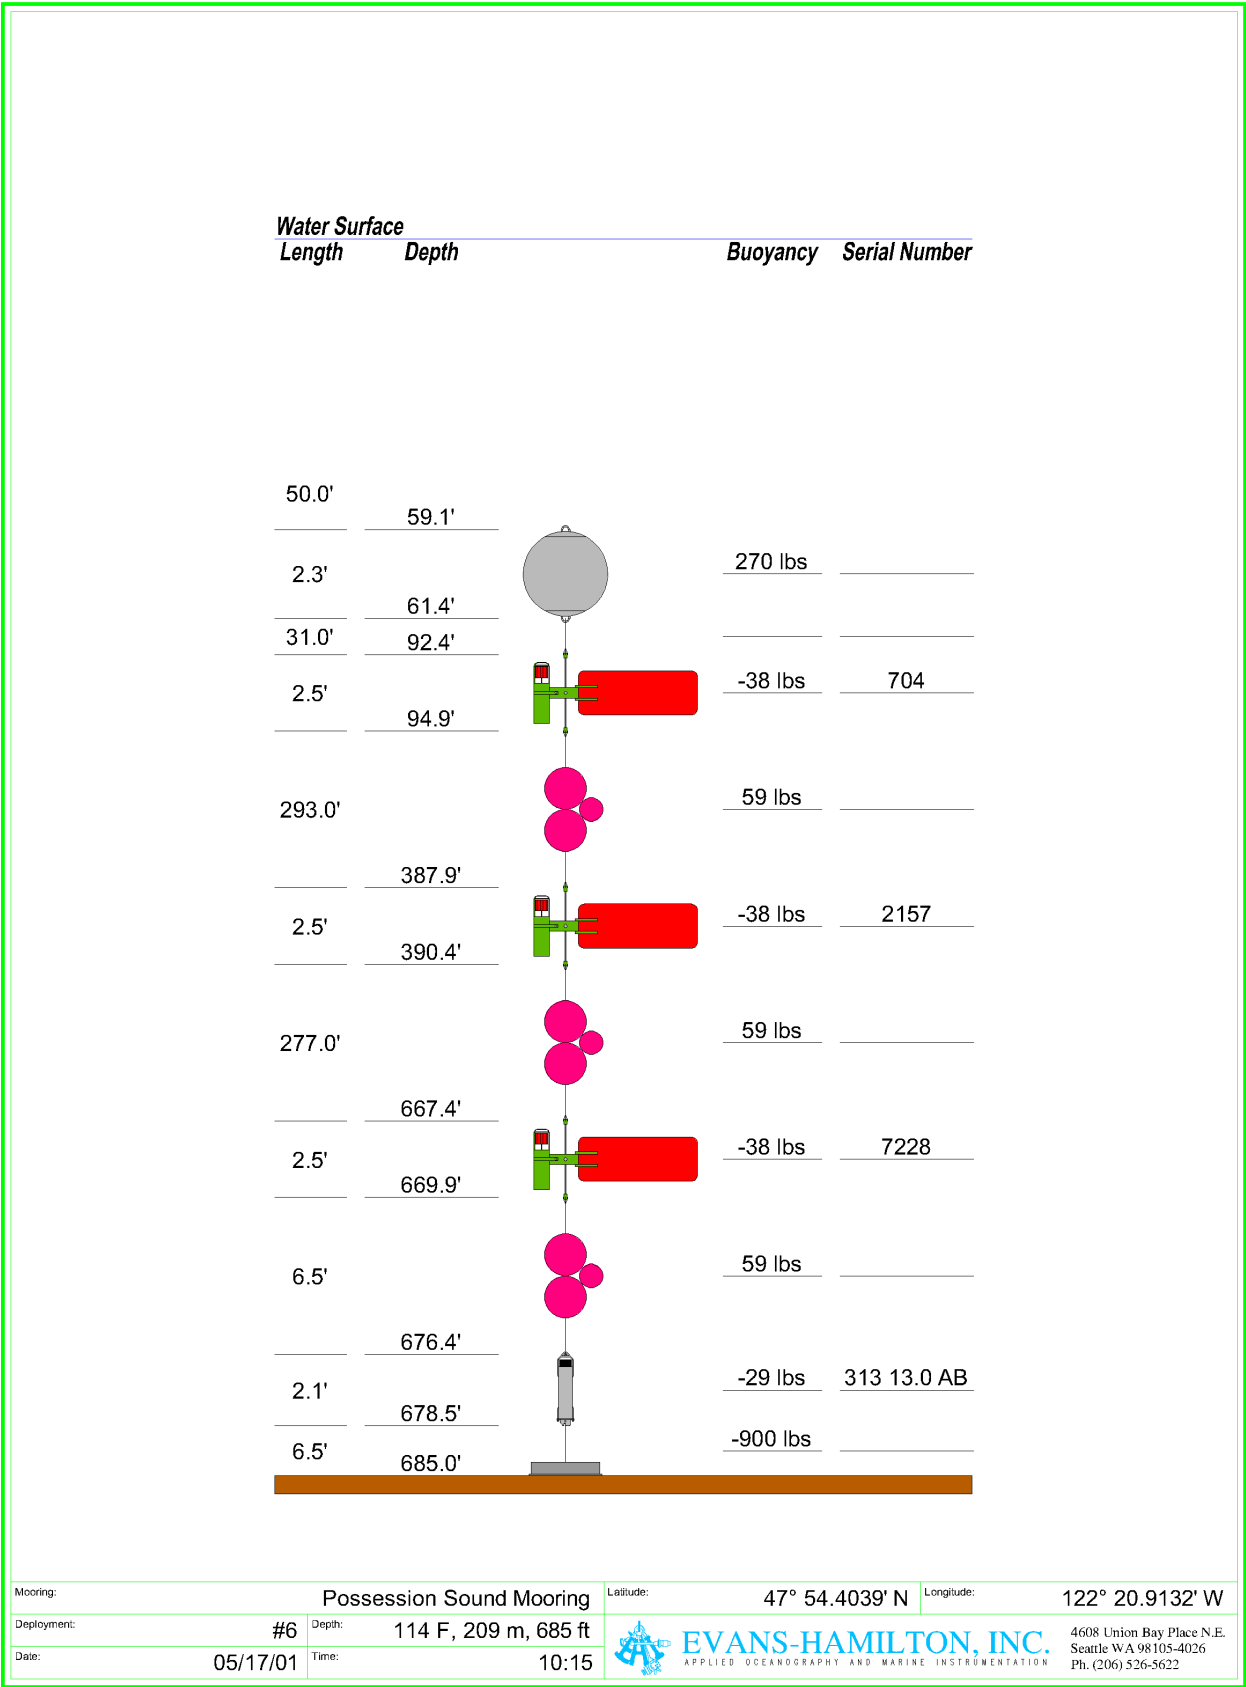 Water Surface
Length Depth Buoyancy Serial Number
50.0'
59.1'
270 lbs
2.3'
61.4'
31.0' 92.4'
-38 lbs 704
2.5'
94.9'
59 lbs
293.0'
387.9'
-38 lbs 2157
2.5'
390.4'
59 lbs
277.0'
667.4'
-38 lbs 7228
2.5'
669.9'
59 lbs
6.5'
676.4'
-29 lbs 313 13.0 AB
2.1'
678.5'
-900 lbs
6.5'
685.0'
Mooring: Possession Sound Mooring Latitude: 47° 54.4039' N Longitude: 122° 20.9132' W
Deployment: #6 Depth: 114 F, 209 m, 685 ft
Date: 05/17/01 Time: 10:15
EVANS-HAMILTON, INC.
APPLIED OCEANOGRAPHY AND MARINE INSTRUMENTATION
4608 Union Bay Place N.E.
Seattle WA 98105-4026
Ph. (206) 526-5622